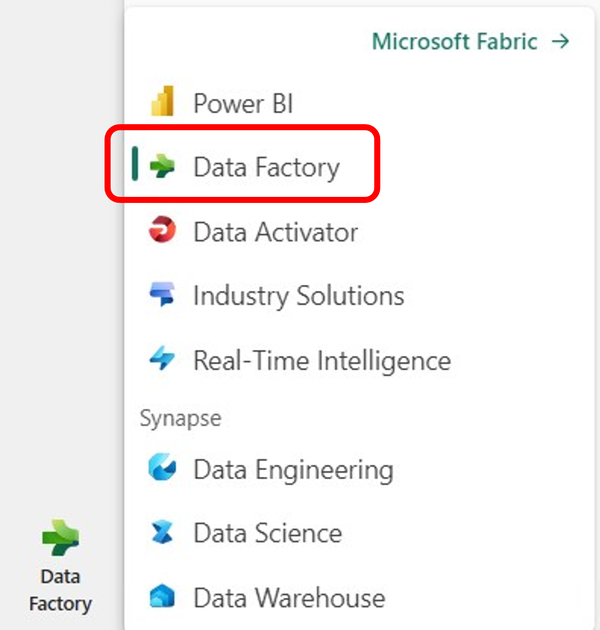 Microsoft Fabric →
Power BI
Data Factory
Data Activator
Industry Solutions
Real-Time Intelligence
Synapse
Data Engineering
Data Science
Data Warehouse
Data
Factory